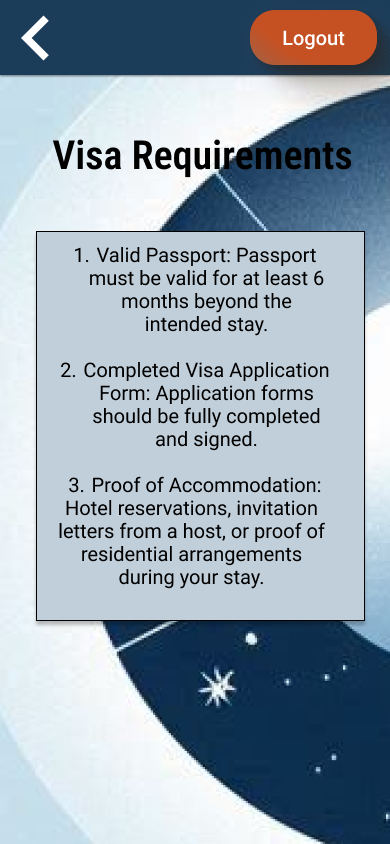 Logout
Visa Requirements
1. Valid Passport: Passport
must be valid for at least 6
months beyond the
intended stay.
2. Completed Visa Application
Form: Application forms
should be fully completed
and signed.
3. Proof of Accommodation:
Hotel reservations, invitation
letters from a host, or proof of
residential arrangements
during your stay.